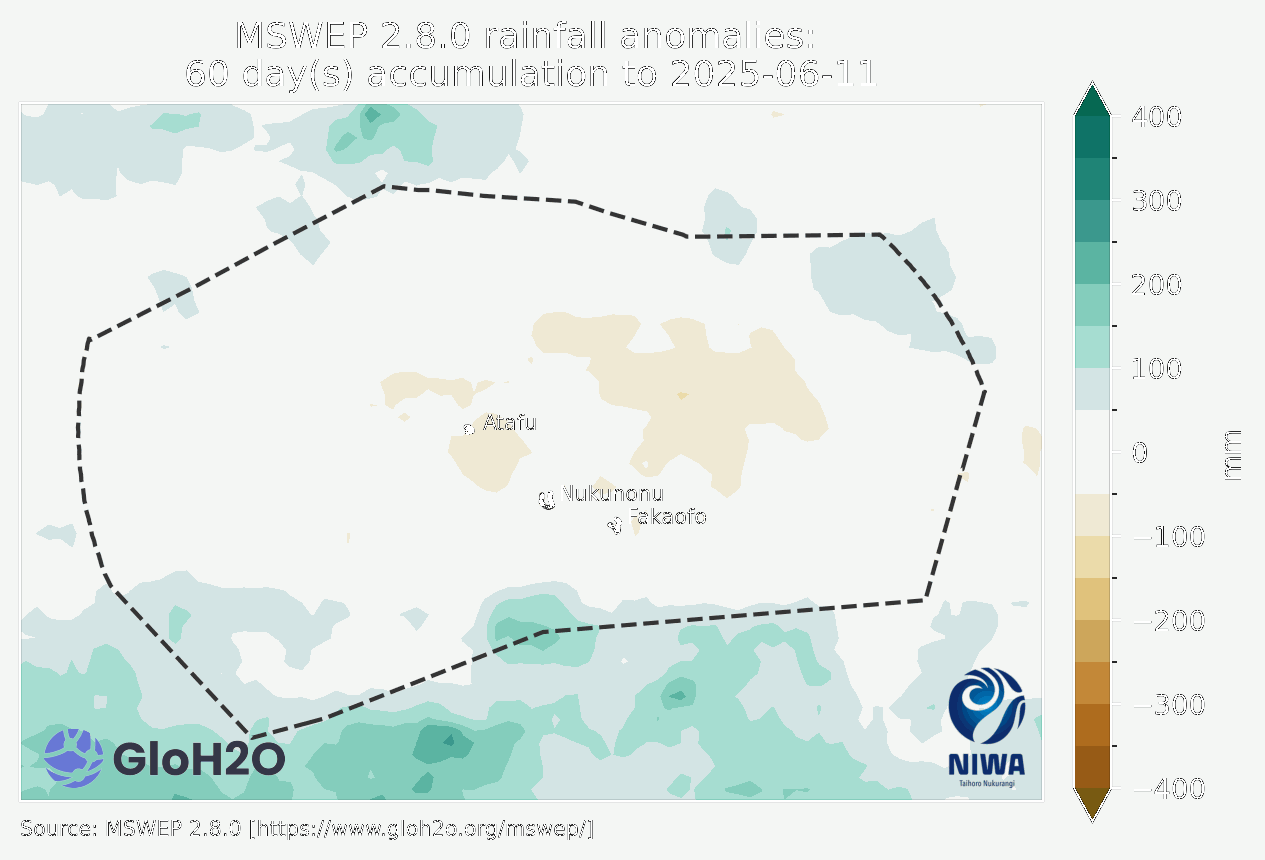 MSWEP 2.8.0 rainfall anomalies:
60 day(s) accumulation to 2025-06-11
400
300
200
100
0
−100
−200
−300
−400
mm
Atafu
Nukunonu
Fakaofo
GloH2O
NIWA
Taihoro Nukurangi
Source: MSWEP 2.8.0 [https://www.gloh2o.org/mswep/]